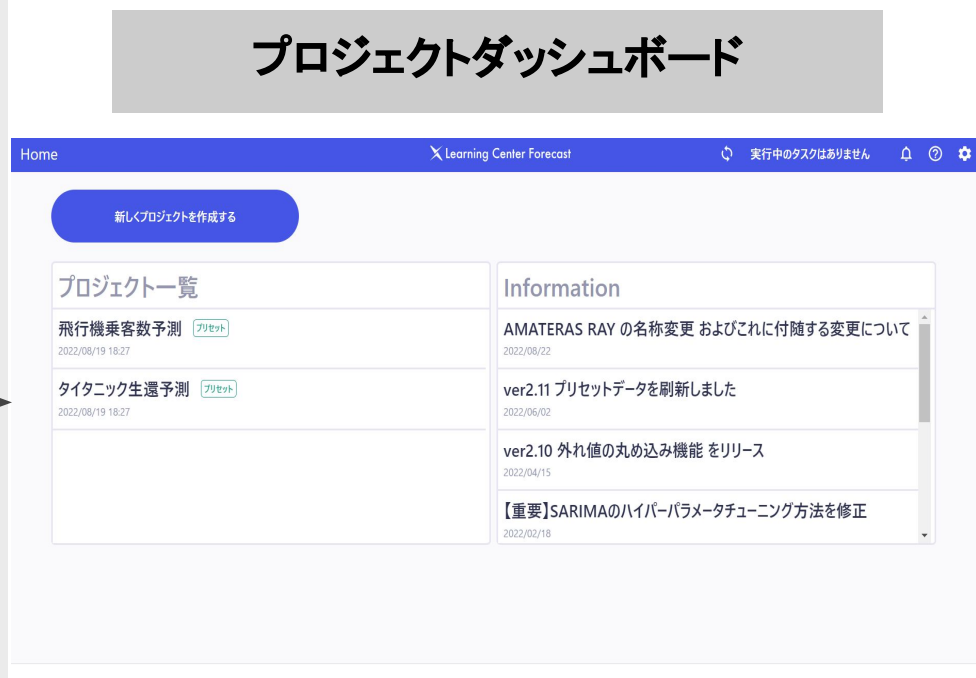 プロジェクトダッシュボード
Home
Learning Center Forecast
実行中のタスクはありません
新しくプロジェクトを作成する
プロジェクト一覧
飛行機乗客数予測 プリセット
2022/08/19 18:27
タイタニック生還予測 プリセット
2022/08/19 18:27
Information
AMATERAS RAY の名称変更 およびこれに付随する変更について
2022/08/22
ver2.11 プリセットデータを刷新しました
2022/06/02
ver2.10 外れ値の丸め込み機能 をリリース
2022/04/15
【重要】SARIMAのハイパーパラメータチューニング方法を修正
2022/02/18